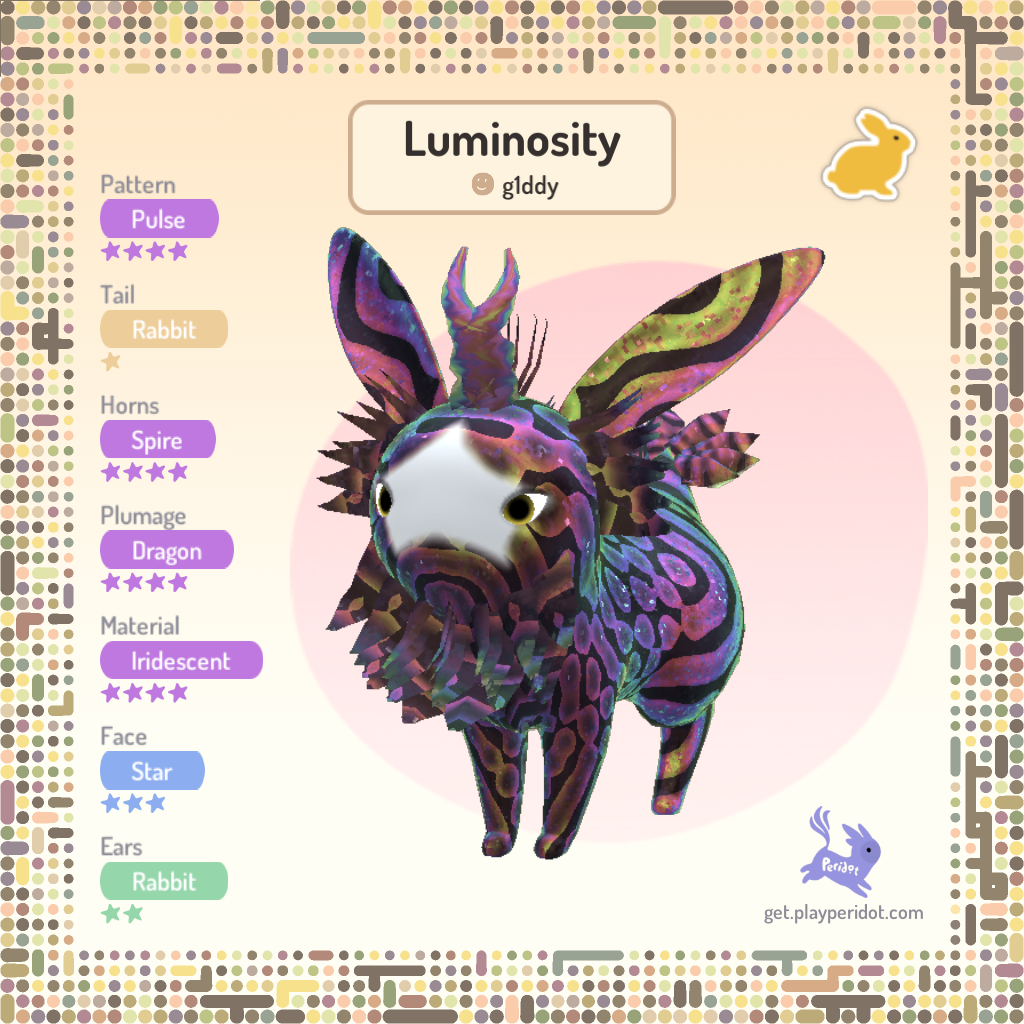 Luminosity
g1ddy
Pattern
Pulse
Tail
Rabbit
Horns
Spire
Plumage
Dragon
Material
Iridescent
Face
Star
Ears
Rabbit
Peridot
get.playperidot.com